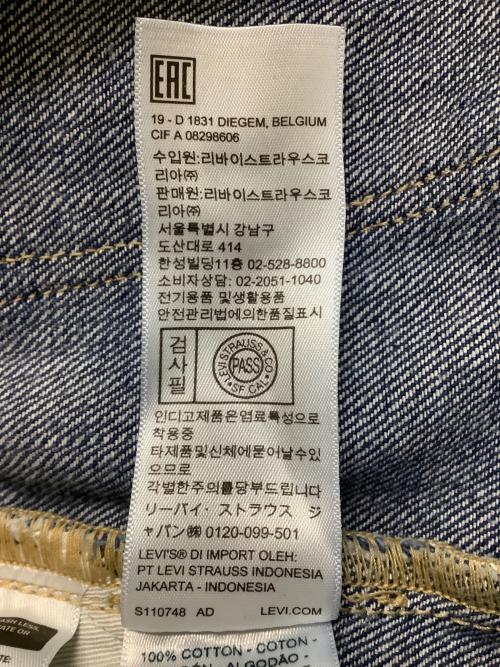 EAC
19 - D 1831 DIEGEM, BELGIUM
CIF A 08298606
수입원:리바이스트라우스코
리아㈜
판매원:리바이스트라우스코
리아㈜
서울특별시 강남구
도산대로 414
한성빌딩11층 02-528-8800
소비자상담: 02-2051-1040
전기용품 및생활용품
안전관리법에의한품질표시
검사필
LEVI STRAUSS & CO
PASS
SF CAL
인디고제품은염료특성으로
착용중
타제품및신체에묻어날수있
으므로
각별한주의를당부드립니다
リーバイ・ストラウス ジ
ャパン㈱ 0120-099-501
LEVI'S® DI IMPORT OLEH:
PT LEVI STRAUSS INDONESIA
JAKARTA - INDONESIA
S110748 AD LEVI.COM
100% COTTON - COTON -
ALGODÃO -